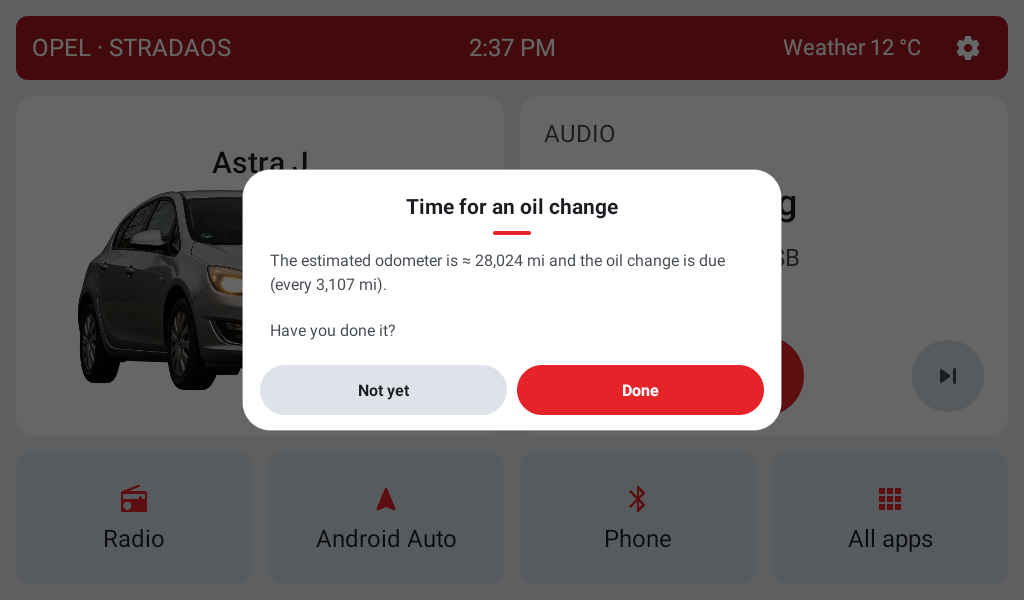 OPEL · STRADAOS
2:37 PM
Weather 12 °C
Astra J
AUDIO
Time for an oil change
The estimated odometer is ≈ 28,024 mi and the oil change is due
(every 3,107 mi).
Have you done it?
Not yet
Done
Radio
Android Auto
Phone
All apps